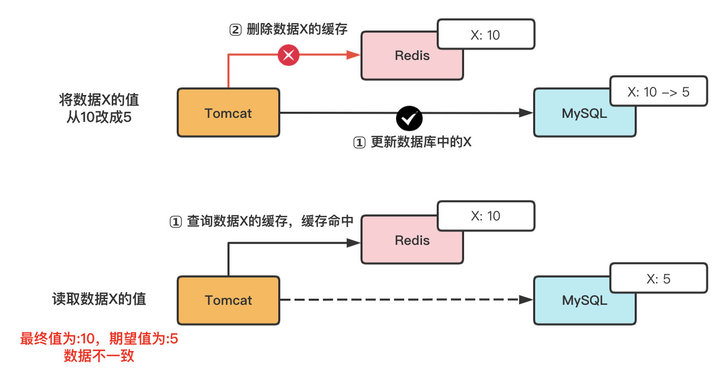 ② 删除数据X的缓存
X: 10
Redis
将数据X的值
从10改成5
Tomcat
X: 10 -> 5
MySQL
① 更新数据库中的X
① 查询数据X的缓存，缓存命中
X: 10
Redis
读取数据X的值
Tomcat
X: 5
MySQL
最终值为:10，期望值为:5
数据不一致